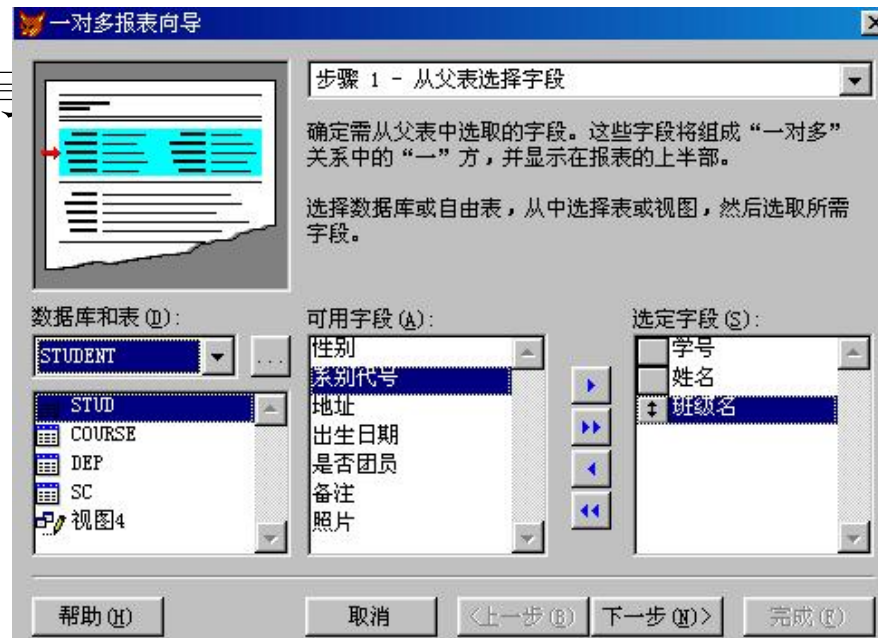 一对多报表向导
步骤 1 - 从父表选择字段
确定需从父表中选取的字段。这些字段将组成“一对多”
关系中的“一”方，并显示在报表的上半部。
选择数据库或自由表，从中选择表或视图，然后选取所需
字段。
数据库和表(D):
STUDENT
...
STUD
COURSE
DEP
SC
视图4
可用字段(A):
性别
系别代号
地址
出生日期
是否团员
备注
照片
选定字段(S):
学号
姓名
班级名
帮助(H)
取消
<上一步(B)
下一步(N)>
完成(F)